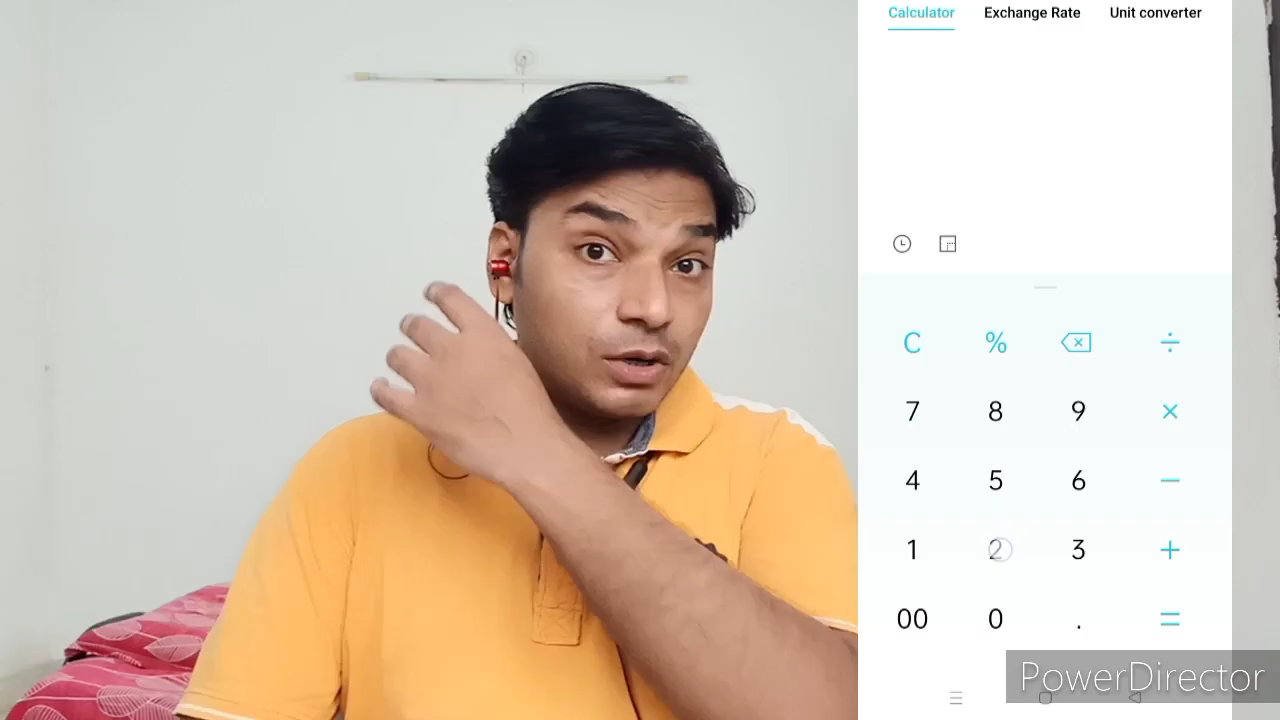 Calculator Exchange Rate Unit converter
C % ÷
7 8 9 ×
4 5 6 −
1 2 3 +
00 0 . =
PowerDirector